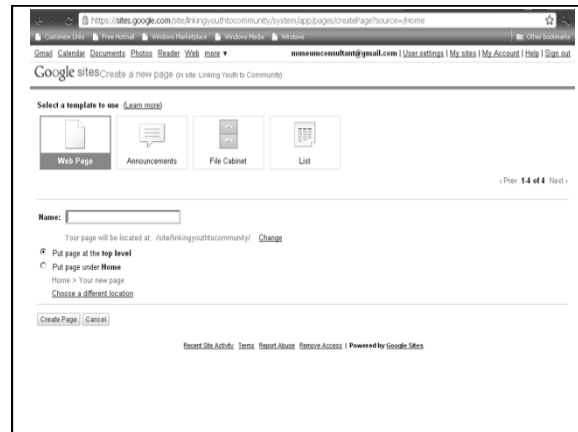 https://sites.google.com/site/linkingyouthtocommunity/system/app/pages/createPage?source=/Home
Customize Links Free Hotmail Windows Marketplace Windows Media Windows Other bookmarks
Gmail Calendar Documents Photos Reader Web more ▼ museumconsultant@gmail.com | User settings | My sites | My Account | Help | Sign out
Google sites Create a new page (in site: Linking Youth to Community)
Select a template to use (Learn more)
Web Page Announcements File Cabinet List
‹ Prev 1-4 of 4 Next ›
Name:
Your page will be located at: /site/linkingyouthtocommunity/ Change
Put page at the top level
Put page under Home
Home > Your new page
Choose a different location
Create Page Cancel
Recent Site Activity Terms Report Abuse Remove Access | Powered by Google Sites